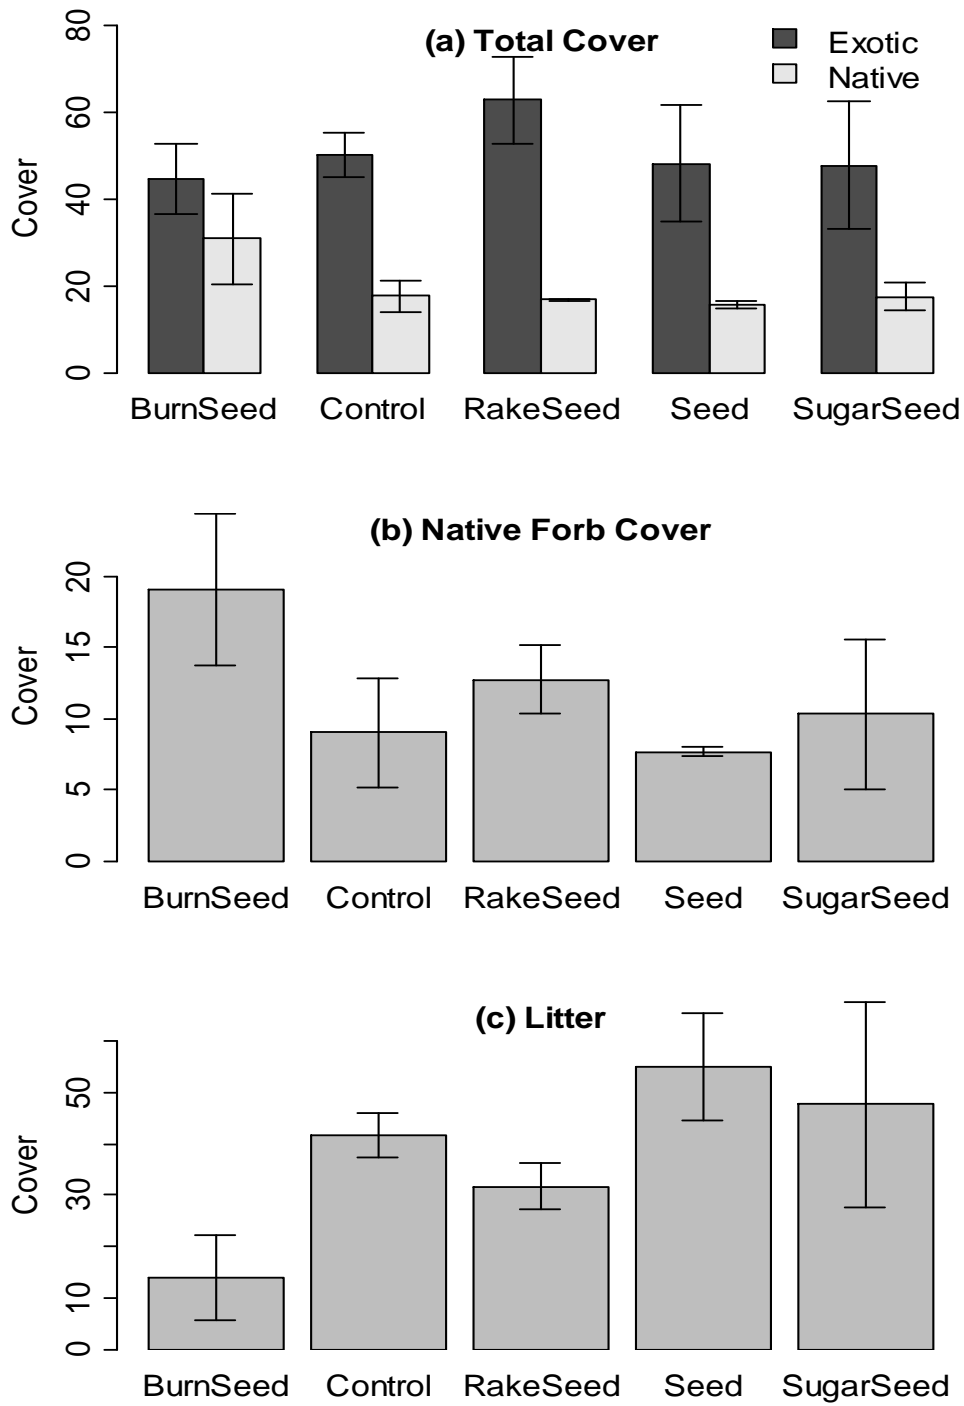 (a) Total Cover
Exotic
Native
Cover
80
60
40
20
0
BurnSeed Control RakeSeed Seed SugarSeed
(b) Native Forb Cover
Cover
20
15
10
5
0
BurnSeed Control RakeSeed Seed SugarSeed
(c) Litter
Cover
50
30
10
0
BurnSeed Control RakeSeed Seed SugarSeed